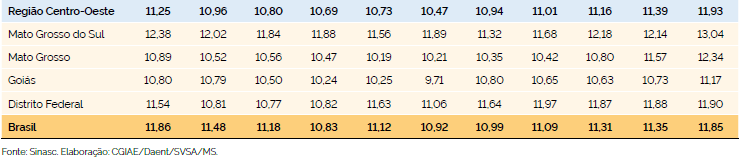 Região Centro-Oeste 11,25 10,96 10,80 10,69 10,73 10,47 10,94 11,01 11,16 11,39 11,93
Mato Grosso do Sul 12,38 12,02 11,84 11,88 11,56 11,89 11,32 11,68 12,18 12,14 13,04
Mato Grosso 10,89 10,52 10,56 10,47 10,19 10,21 10,35 10,42 10,80 11,57 12,34
Goiás 10,80 10,79 10,50 10,24 10,25 9,71 10,80 10,65 10,63 10,73 11,17
Distrito Federal 11,54 10,81 10,77 10,82 11,63 11,06 11,64 11,97 11,87 11,88 11,90
Brasil 11,86 11,48 11,18 10,83 11,12 10,92 10,99 11,09 11,31 11,35 11,85
Fonte: Sinasc. Elaboração: CGIAE/Daent/SVSA/MS.